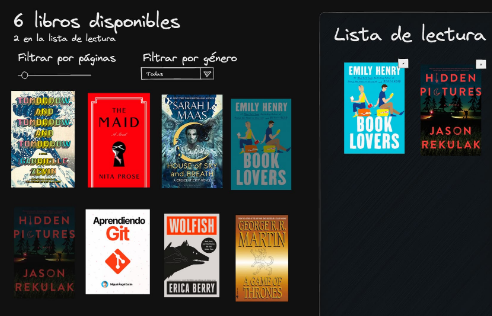 6 libros disponibles
2 en la lista de lectura
Filtrar por páginas
Filtrar por género
Todas
TOMORROW,
AND
TOMORROW,
AND
TOMORROW
GABRIELLE
ZEVIN
THE
MAID
NITA PROSE
SARAH J.
MAAS
HOUSE OF SKY
AND BREATH
EMILY HENRY
BOOK
LOVERS
HIDDEN
PICTURES
JASON
REKULAK
Aprendiendo
Git
WOLFISH
ERICA BERRY
GEORGE R.R.
MARTIN
A GAME OF
THRONES
Lista de lectura
EMILY HENRY
BOOK
LOVERS
HIDDEN
PICTURES
JASON
REKULAK